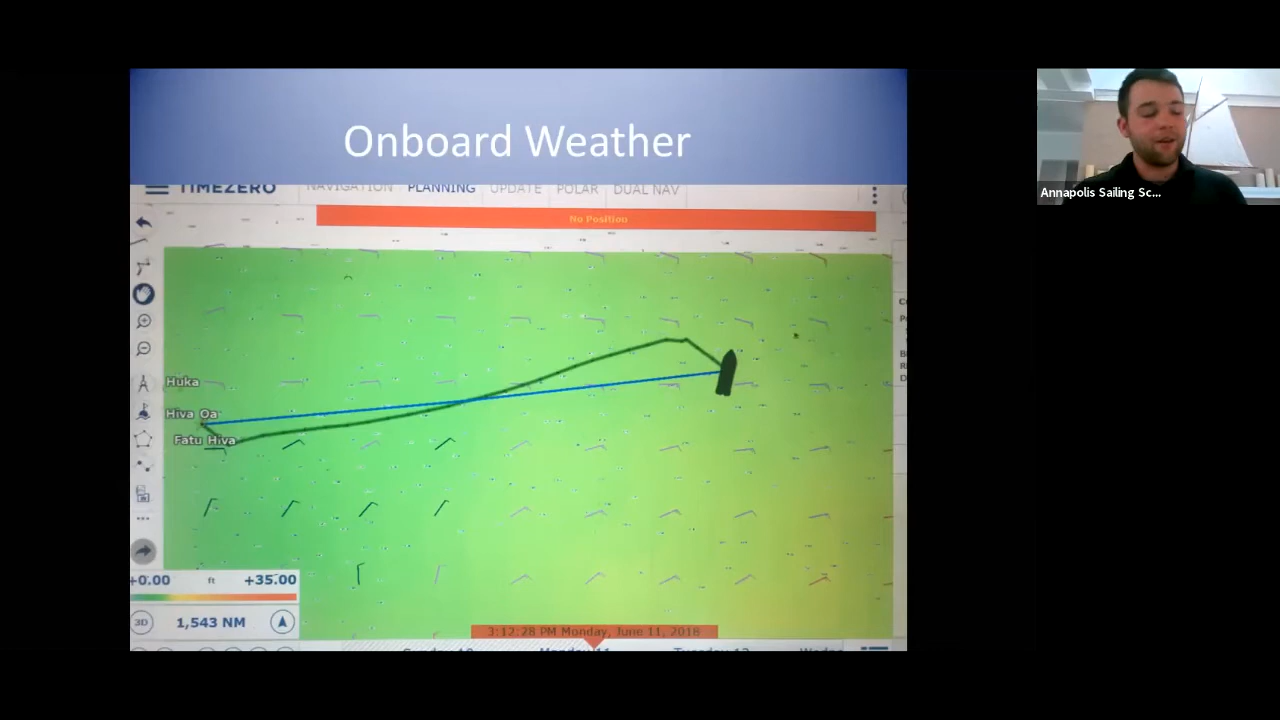 Onboard Weather
TIMEZERO NAVIGATION PLANNING UPDATE POLAR DUAL NAV
No Position
Annapolis Sailing Sc...
Huka
Hiva Oa
Fatu Hiva
+0.00 ft +35.00
3D 1,543 NM
3:12:28 PM Monday, June 11, 2018